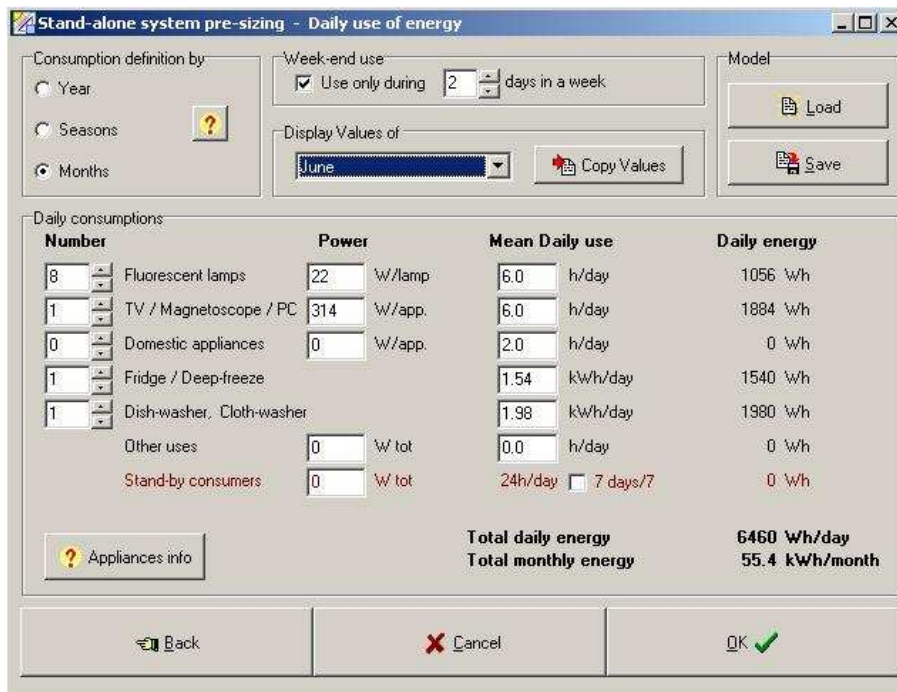 Stand-alone system pre-sizing - Daily use of energy
Consumption definition by
Year
Seasons
Months
?
Week-end use
Use only during 2 days in a week
Display Values of
June
Copy Values
Model
Load
Save
Daily consumptions
Number Power Mean Daily use Daily energy
8 Fluorescent lamps 22 W/lamp 6.0 h/day 1056 Wh
1 TV / Magnetoscope / PC 314 W/app. 6.0 h/day 1884 Wh
0 Domestic appliances 0 W/app. 2.0 h/day 0 Wh
1 Fridge / Deep-freeze 1.54 kWh/day 1540 Wh
1 Dish-washer, Cloth-washer 1.98 kWh/day 1980 Wh
Other uses 0 W tot 0.0 h/day 0 Wh
Stand-by consumers 0 W tot 24h/day 7 days/7 0 Wh
? Appliances info
Total daily energy 6460 Wh/day
Total monthly energy 55.4 kWh/month
Back
Cancel
OK